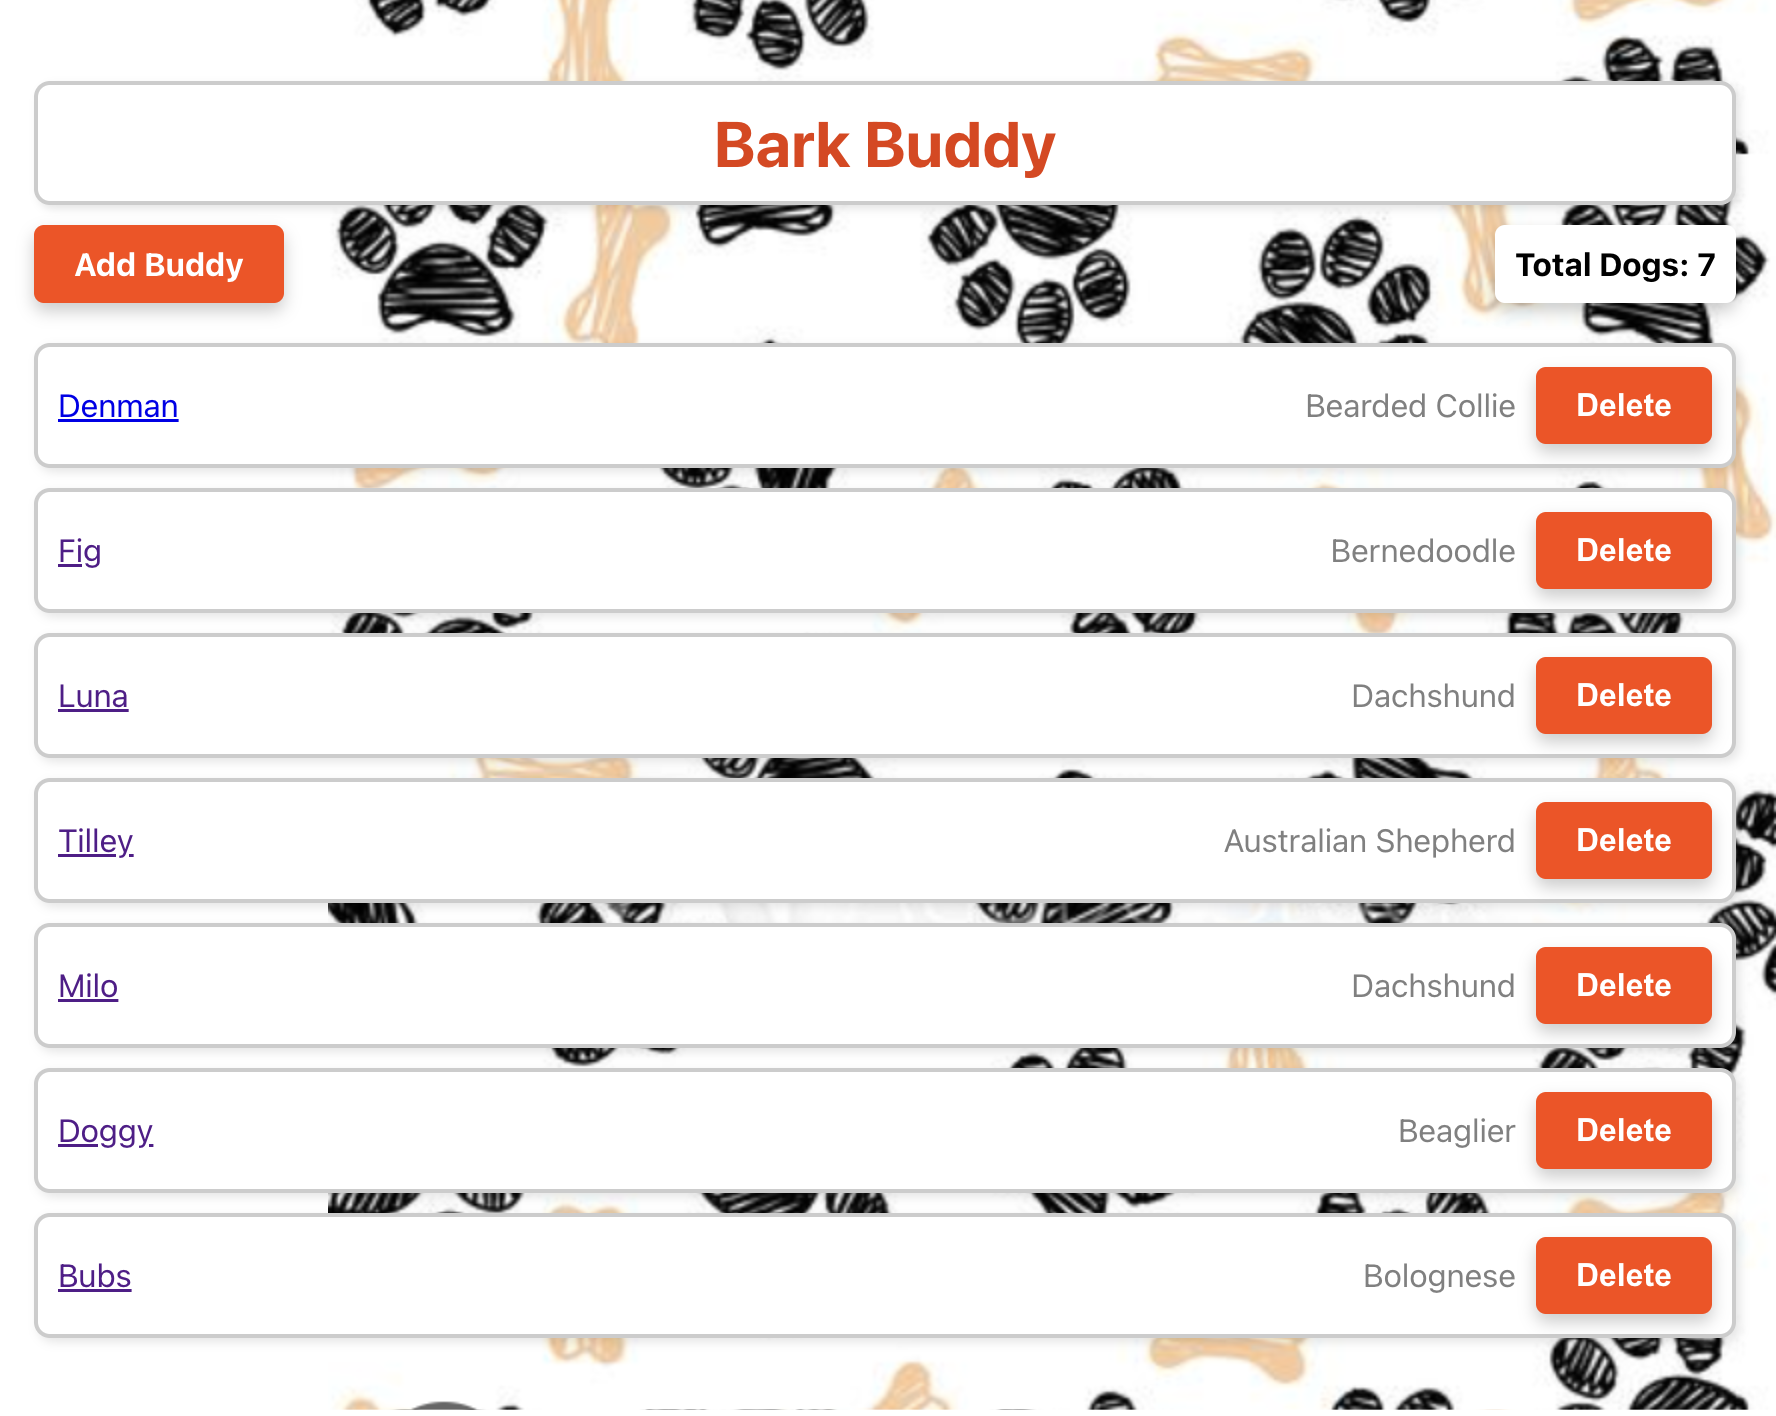 Bark Buddy
Add Buddy Total Dogs: 7
Denman Bearded Collie Delete
Fig Bernedoodle Delete
Luna Dachshund Delete
Tilley Australian Shepherd Delete
Milo Dachshund Delete
Doggy Beaglier Delete
Bubs Bolognese Delete